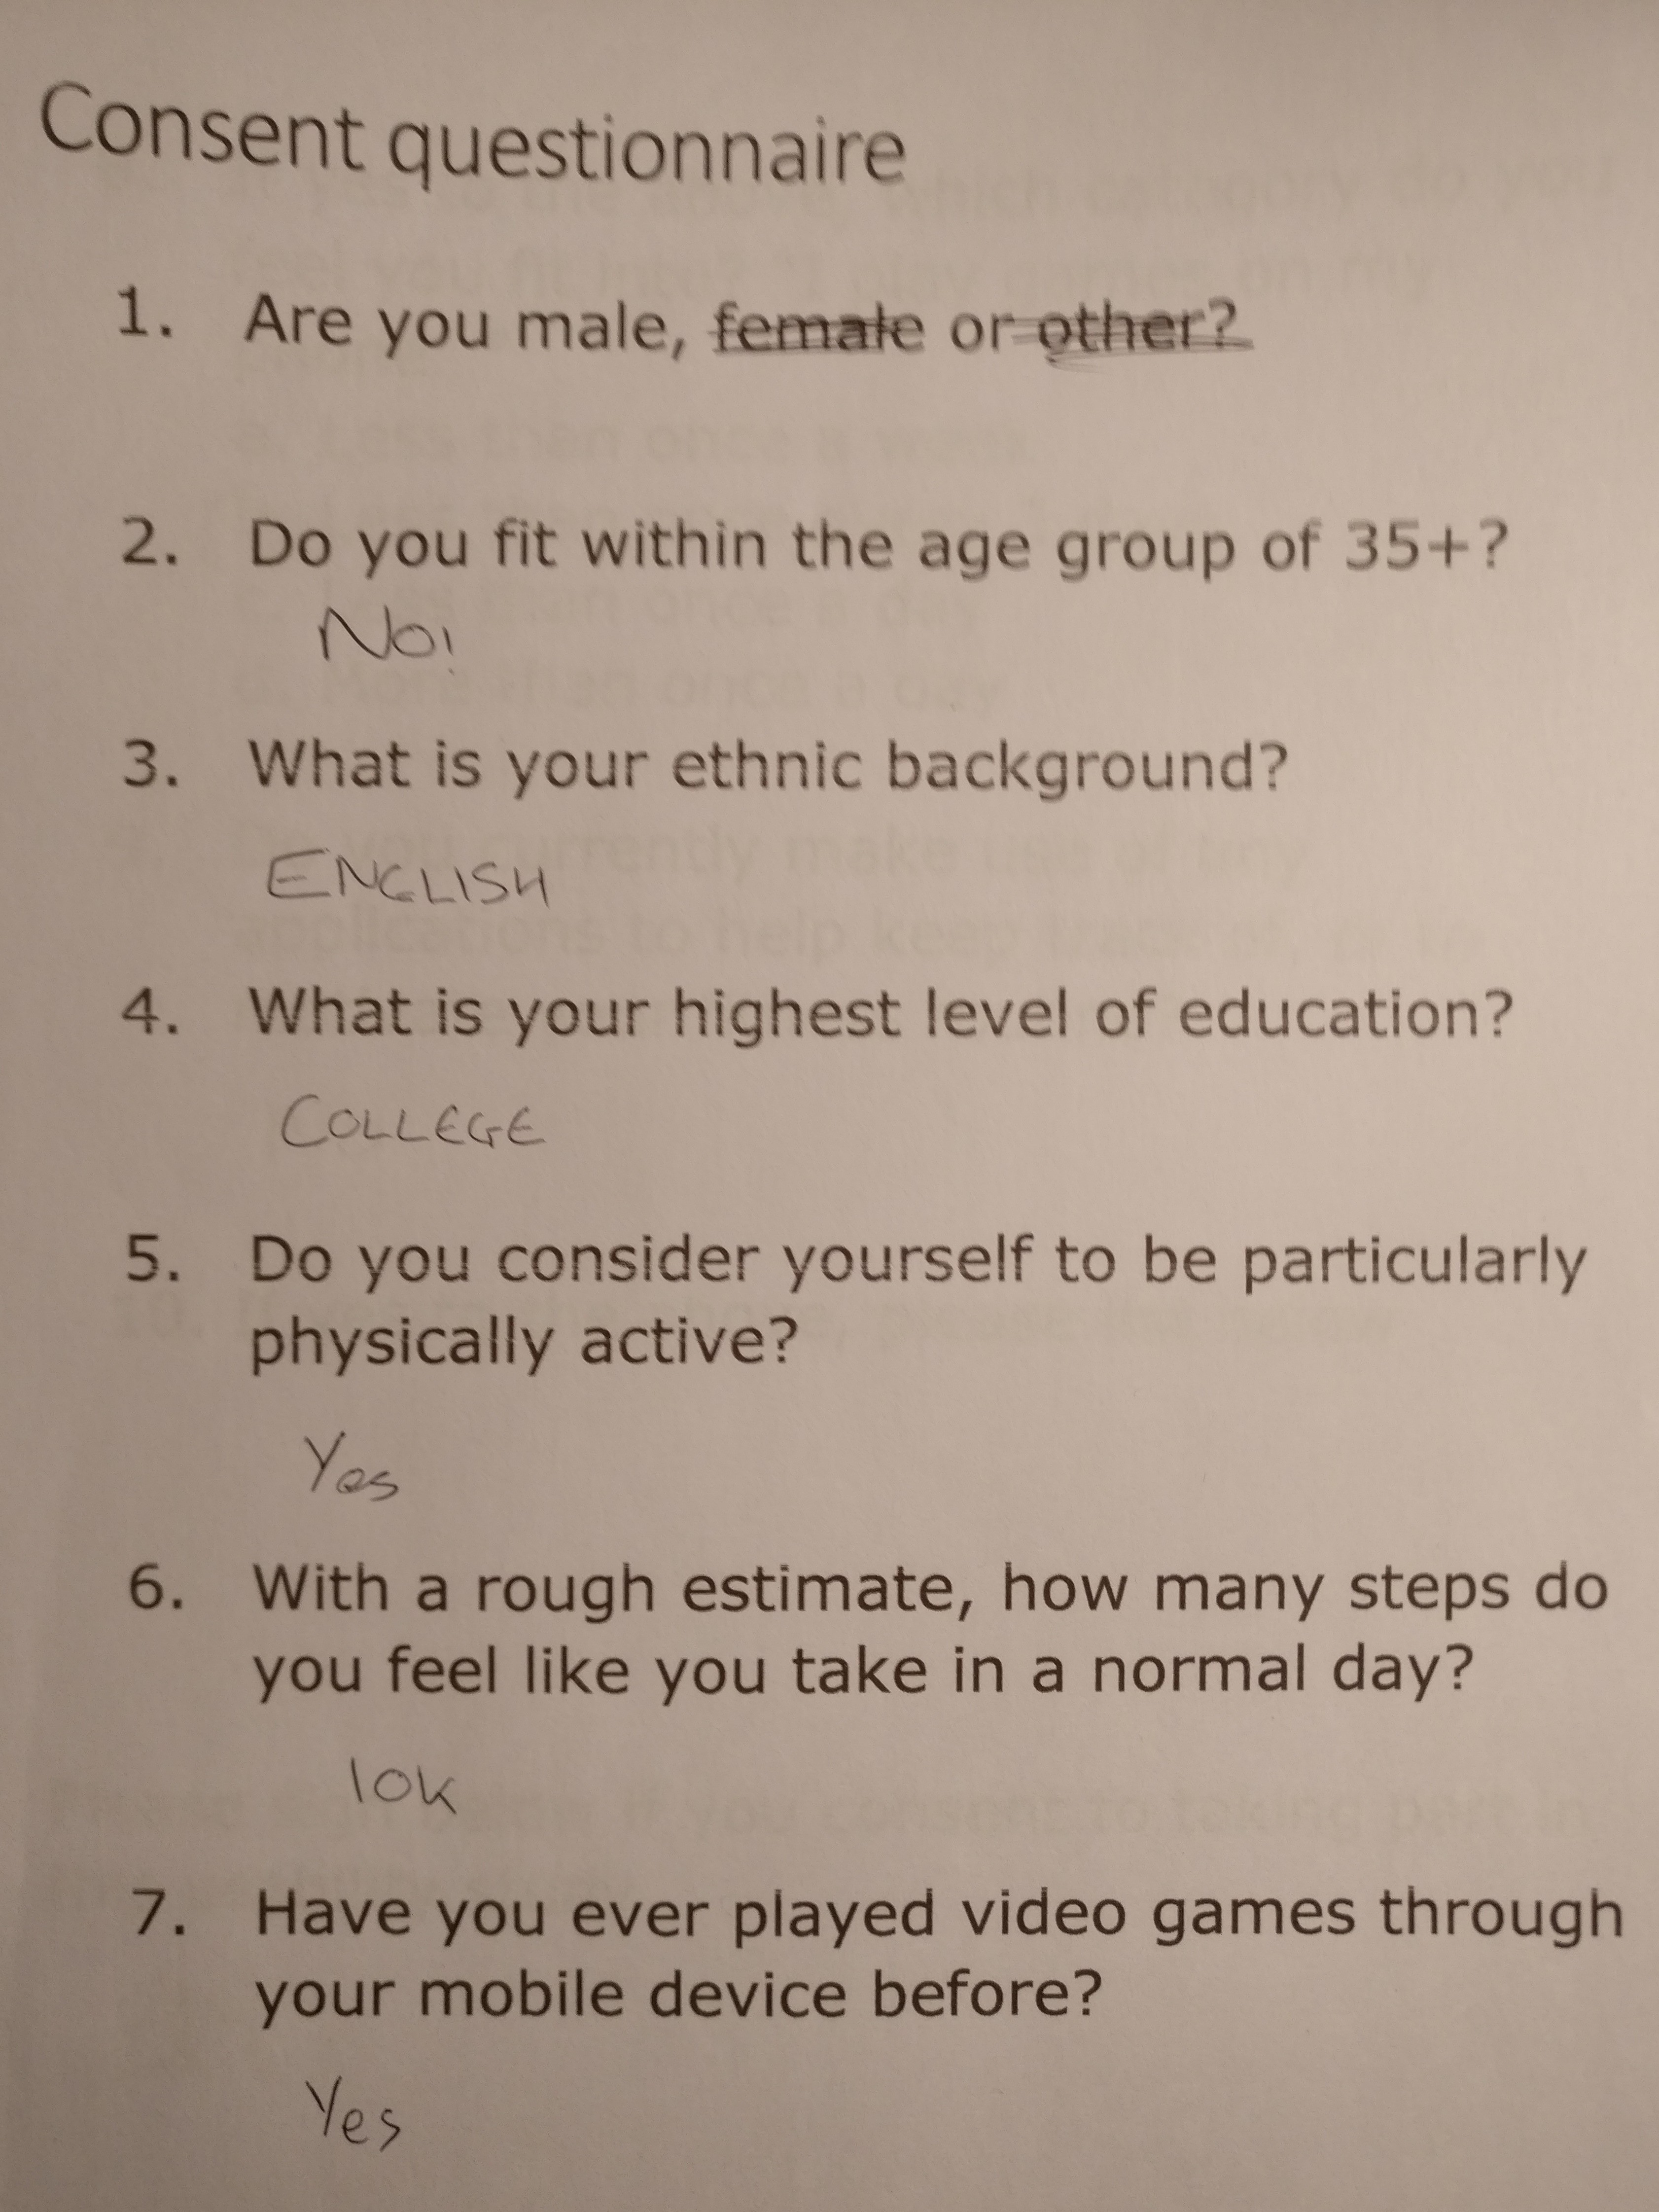 Consent questionnaire
1. Are you male, female or other?
2. Do you fit within the age group of 35+?
No!
3. What is your ethnic background?
ENGLISH
4. What is your highest level of education?
COLLEGE
5. Do you consider yourself to be particularly
physically active?
Yes
6. With a rough estimate, how many steps do
you feel like you take in a normal day?
10k
7. Have you ever played video games through
your mobile device before?
Yes